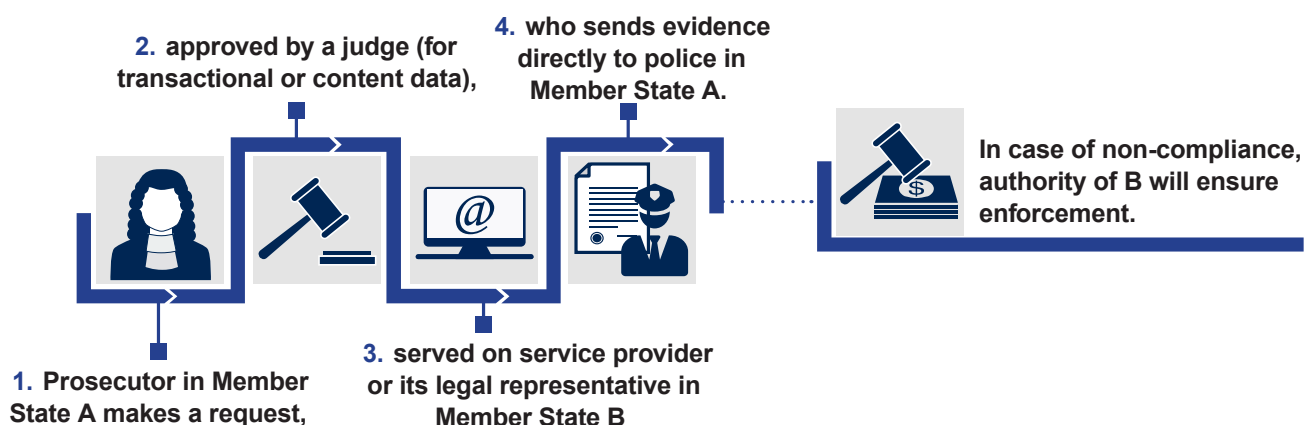 1. Prosecutor in Member
State A makes a request,
2. approved by a judge (for
transactional or content data),
@
3. served on service provider
or its legal representative in
Member State B
4. who sends evidence
directly to police in
Member State A.
$
In case of non-compliance,
authority of B will ensure
enforcement.